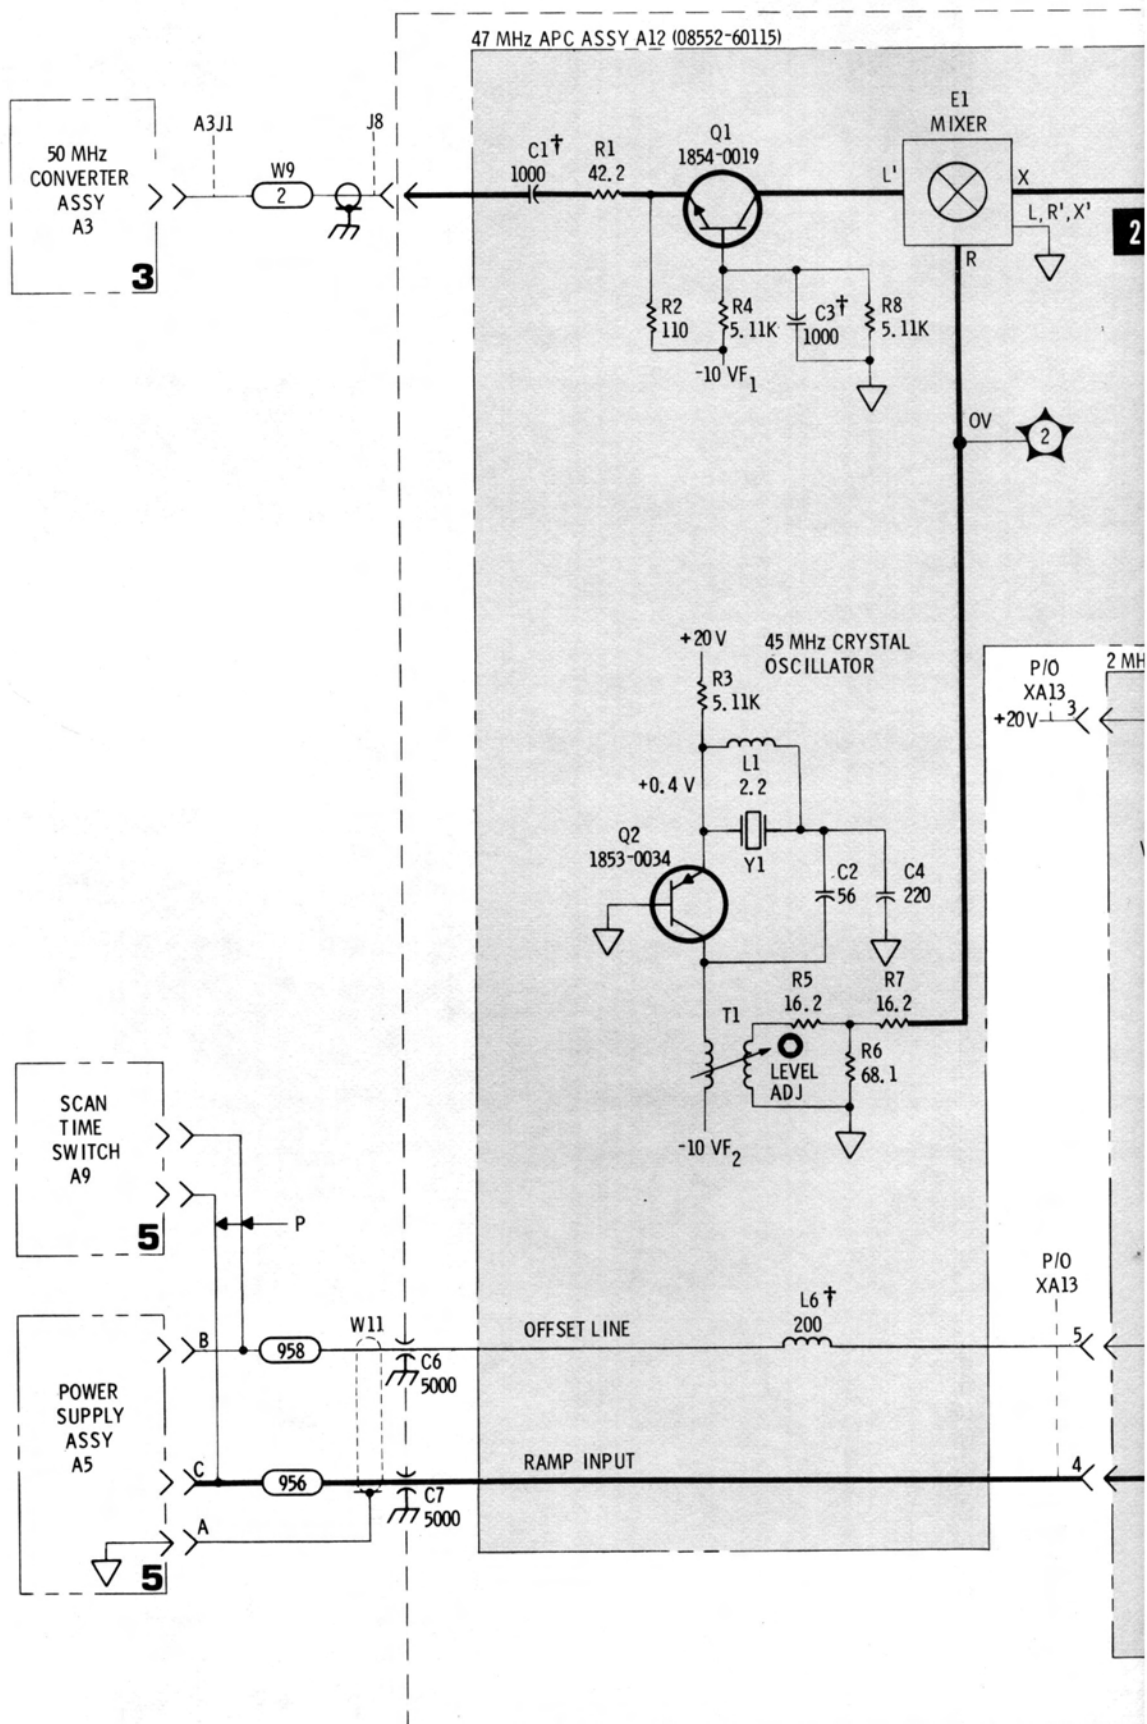 47 MHz APC ASSY A12 (08552-60115)
50 MHz
CONVERTER
ASSY
A3
3
A3J1
W9
2
J8
C1†
1000
R1
42.2
Q1
1854-0019
E1
MIXER
L'
X
L, R', X'
R
2
R2
110
R4
5.11K
C3†
1000
R8
5.11K
-10 VF1
0V
2
+20 V
45 MHz CRYSTAL
OSCILLATOR
R3
5.11K
L1
2.2
+0.4 V
Q2
1853-0034
Y1
C2
56
C4
220
P/O
XA13
+20V
3
2 MH
R5
16.2
R7
16.2
T1
LEVEL
ADJ
R6
68.1
-10 VF2
SCAN
TIME
SWITCH
A9
5
P
P/O
XA13
POWER
SUPPLY
ASSY
A5
5
B
958
W11
C6
5000
OFFSET LINE
L6 †
200
5
C
956
C7
5000
RAMP INPUT
4
A